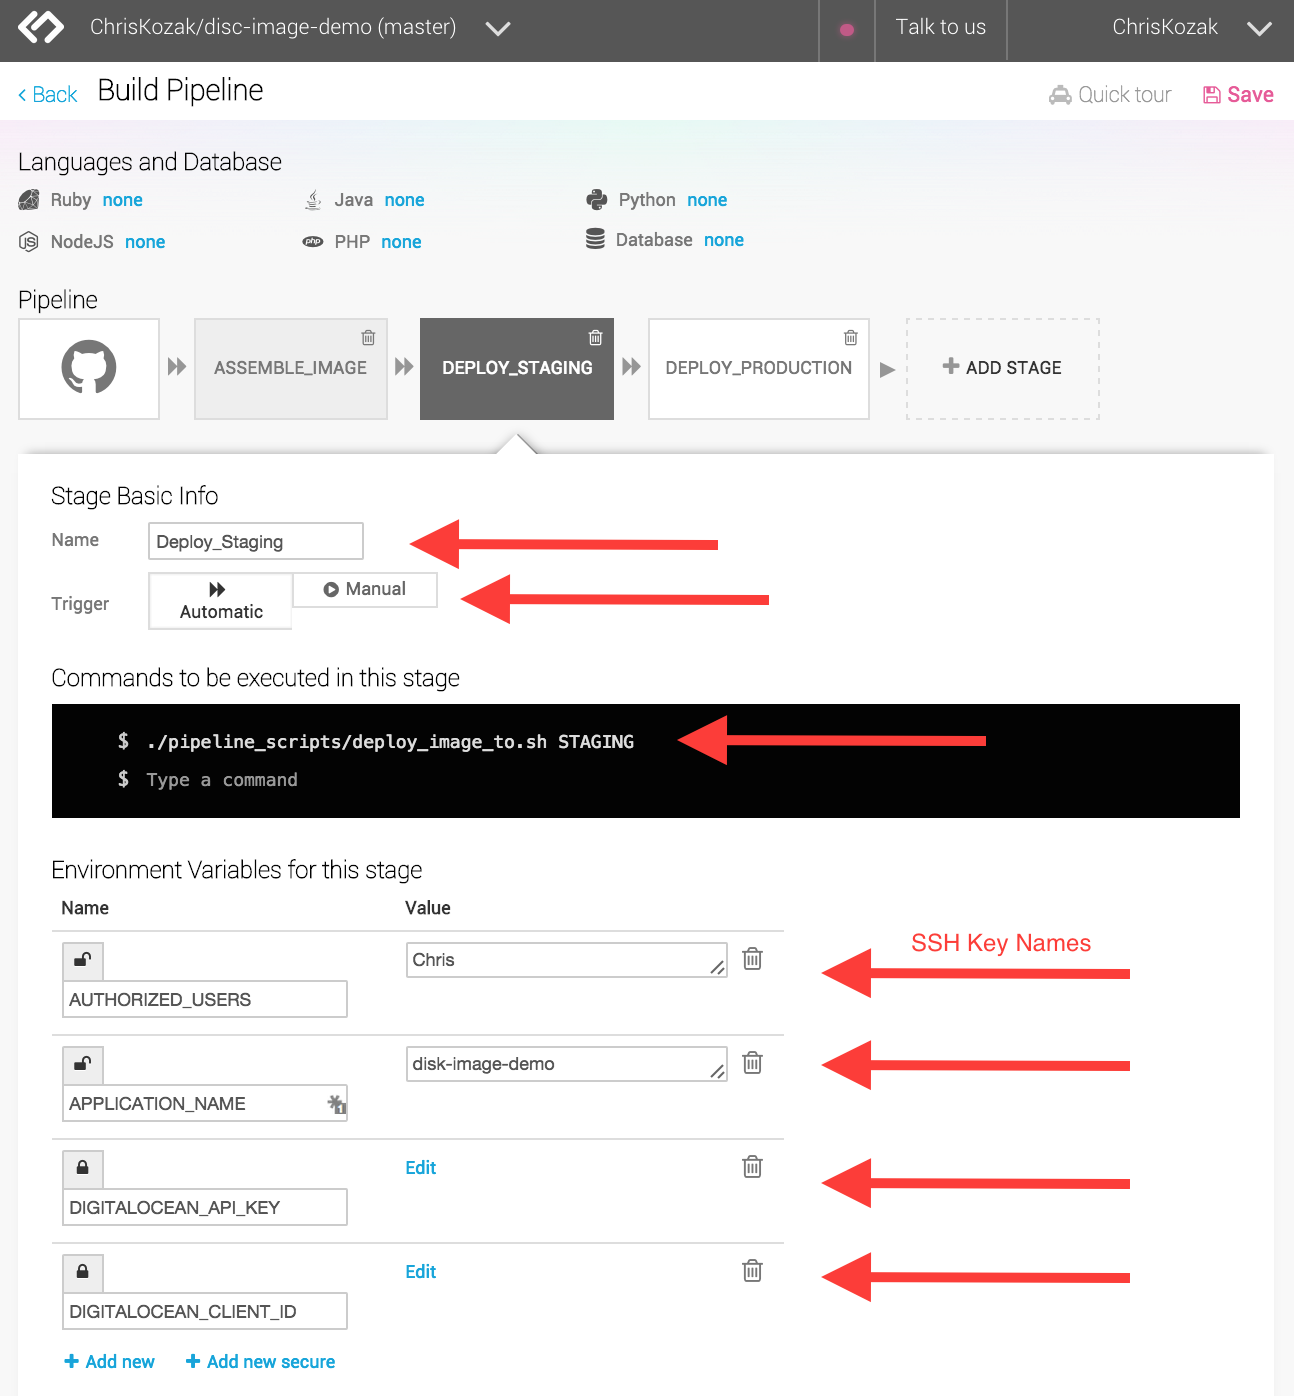 ChrisKozak/disc-image-demo (master)
Talk to us
ChrisKozak
Back
Build Pipeline
Quick tour
Save
Languages and Database
Ruby none
Java none
Python none
NodeJS none
php PHP none
Database none
Pipeline
ASSEMBLE_IMAGE
DEPLOY_STAGING
DEPLOY_PRODUCTION
+ ADD STAGE
Stage Basic Info
Name
Deploy_Staging
Trigger
Automatic
Manual
Commands to be executed in this stage
$ ./pipeline_scripts/deploy_image_to.sh STAGING
$ Type a command
Environment Variables for this stage
Name
Value
SSH Key Names
Chris
AUTHORIZED_USERS
disk-image-demo
APPLICATION_NAME
1
Edit
DIGITALOCEAN_API_KEY
Edit
DIGITALOCEAN_CLIENT_ID
+ Add new
+ Add new secure